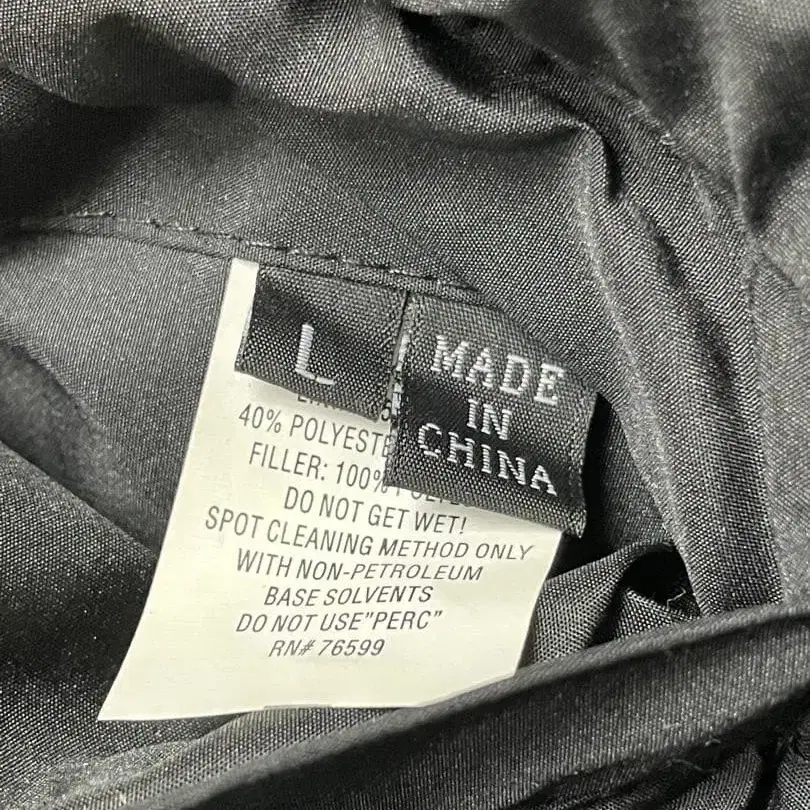 L
MADE
IN
CHINA
40% POLYESTE
FILLER: 100%
DO NOT GET WET!
SPOT CLEANING METHOD ONLY
WITH NON-PETROLEUM
BASE SOLVENTS
DO NOT USE"PERC"
RN# 76599